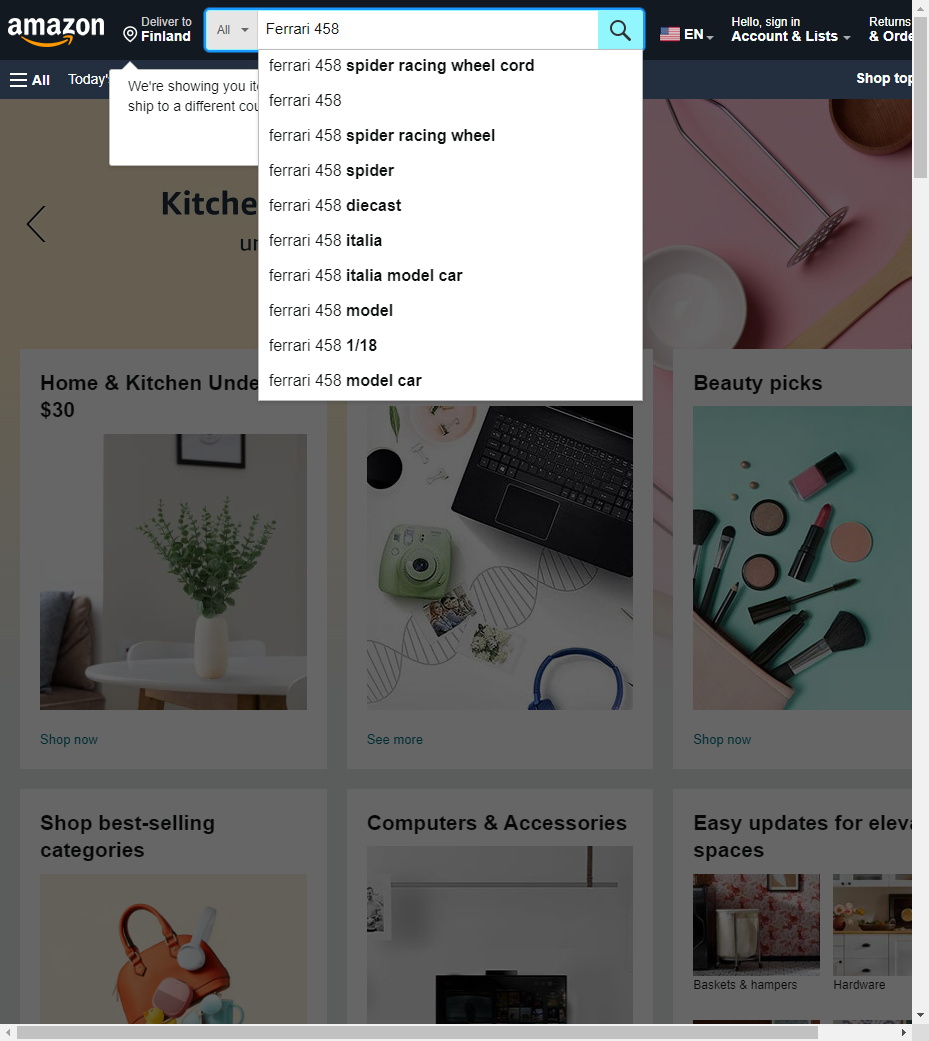 amazon
Deliver to
Finland
All
Ferrari 458
EN
Hello, sign in
Account & Lists
Returns
& Orde
All
Today's
Shop top
We're showing you ite
ship to a different cou
ferrari 458 spider racing wheel cord
ferrari 458
ferrari 458 spider racing wheel
ferrari 458 spider
ferrari 458 diecast
ferrari 458 italia
ferrari 458 italia model car
ferrari 458 model
ferrari 458 1/18
ferrari 458 model car
Kitche
un
Home & Kitchen Unde
$30
Beauty picks
Shop now
See more
Shop now
Shop best-selling
categories
Computers & Accessories
Easy updates for eleva
spaces
Baskets & hampers
Hardware